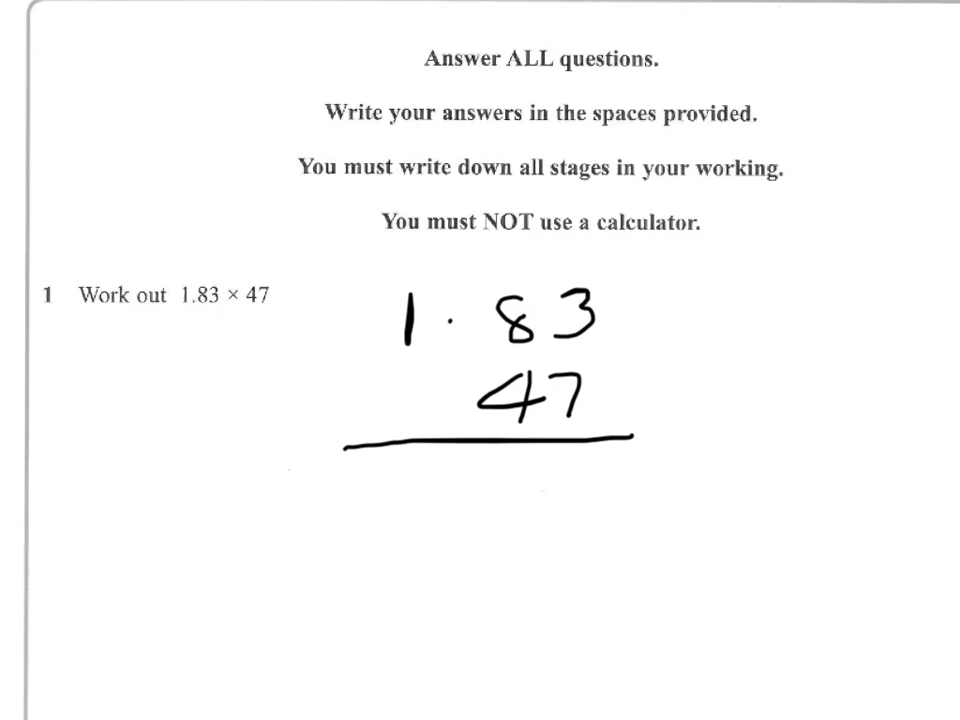 Answer ALL questions.
Write your answers in the spaces provided.
You must write down all stages in your working.
You must NOT use a calculator.
1 Work out 1.83 × 47
1.83
47